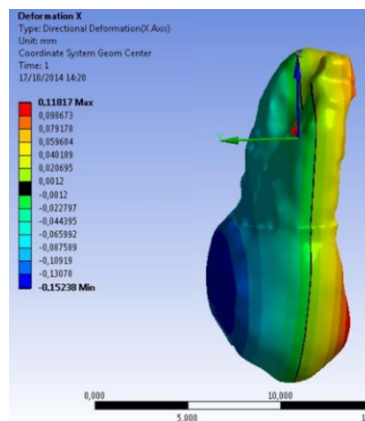 Deformation X
Type: Directional Deformation(X Axis)
Unit: mm
Coordinate System Geom Center
Time: 1
17/10/2014 14:20
0,11817 Max
0,098673
0,079178
0,059684
0,040189
0,020695
0,0012
-0,0012
-0,022797
-0,044395
-0,065992
-0,087589
-0,10919
-0,13078
-0,15238 Min
0,000
10,000
5,000